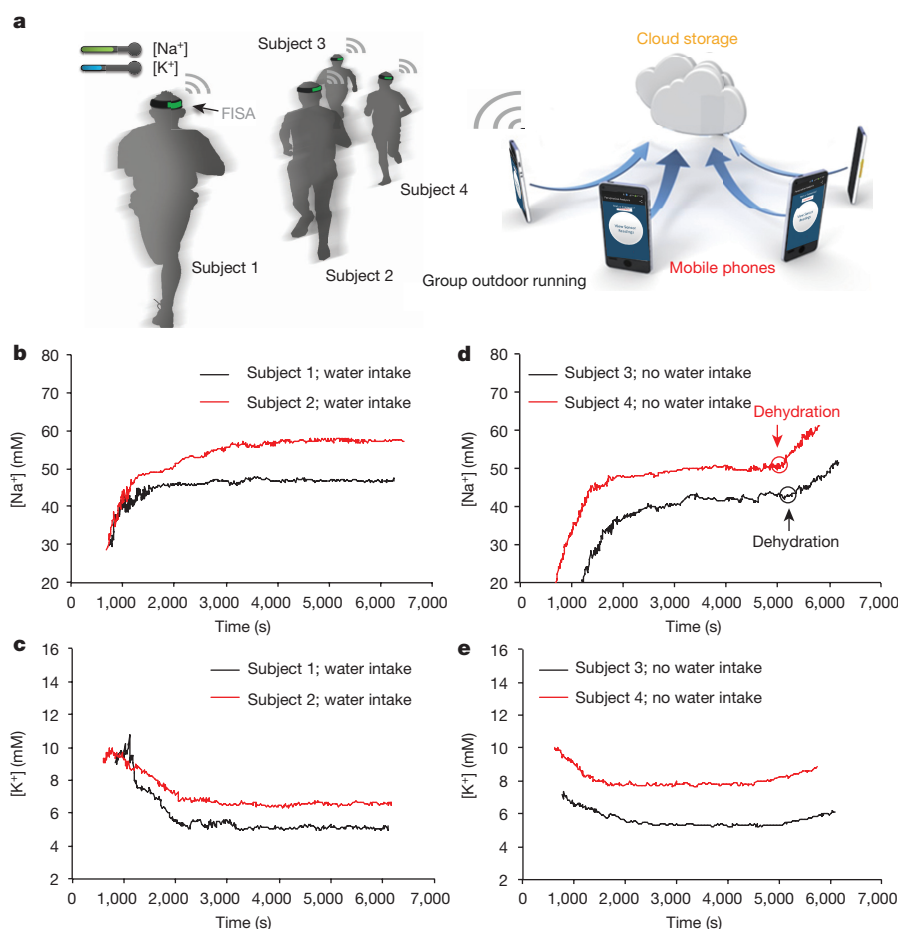 a
[Na⁺]
[K⁺]
FISA
Subject 3
Subject 1
Subject 2
Subject 4
Cloud storage
Mobile phones
Group outdoor running
b
80
70
60
50
40
30
20
[Na⁺] (mM)
Subject 1; water intake
Subject 2; water intake
0 1,000 2,000 3,000 4,000 5,000 6,000 7,000
Time (s)
d
80
70
60
50
40
30
20
[Na⁺] (mM)
Subject 3; no water intake
Subject 4; no water intake
Dehydration
Dehydration
0 1,000 2,000 3,000 4,000 5,000 6,000 7,000
Time (s)
c
16
14
12
10
8
6
4
2
[K⁺] (mM)
Subject 1; water intake
Subject 2; water intake
0 1,000 2,000 3,000 4,000 5,000 6,000 7,000
Time (s)
e
16
14
12
10
8
6
4
2
[K⁺] (mM)
Subject 3; no water intake
Subject 4; no water intake
0 1,000 2,000 3,000 4,000 5,000 6,000 7,000
Time (s)